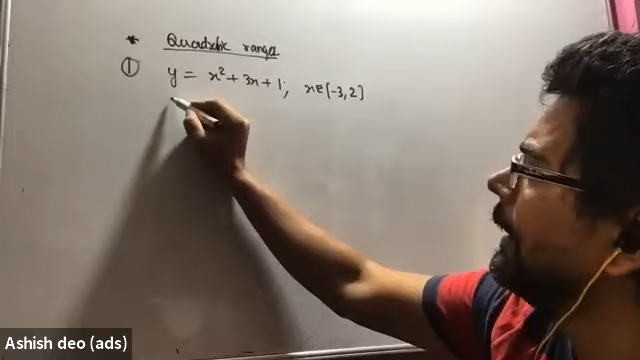 * Quadratic ranges
① y = x² + 3x + 1; x∈[-3, 2]
Ashish deo (ads)